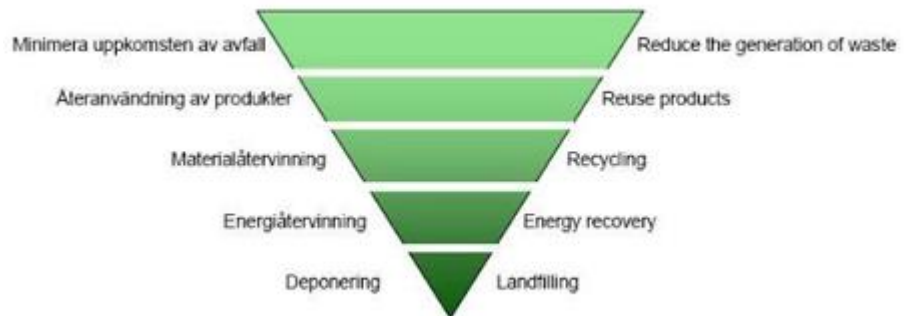 Minimera uppkomsten av avfall
Reduce the generation of waste
Återanvändning av produkter
Reuse products
Materialåtervinning
Recycling
Energiåtervinning
Energy recovery
Deponering
Landfilling